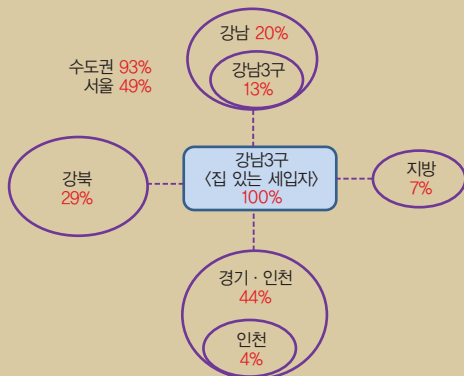 강남 20%
강남3구
13%
수도권 93%
서울 49%
강남3구
〈집 있는 세입자〉
100%
강북
29%
지방
7%
경기 · 인천
44%
인천
4%